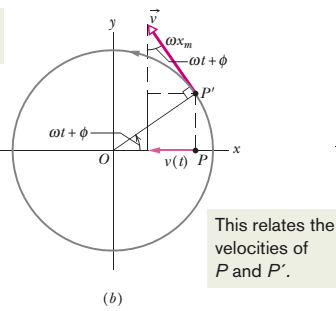 y
v⃗
ωx_m
ωt + ϕ
P′
ωt + ϕ
O
v(t)
P
x
This relates the
velocities of
P and P′.
(b)